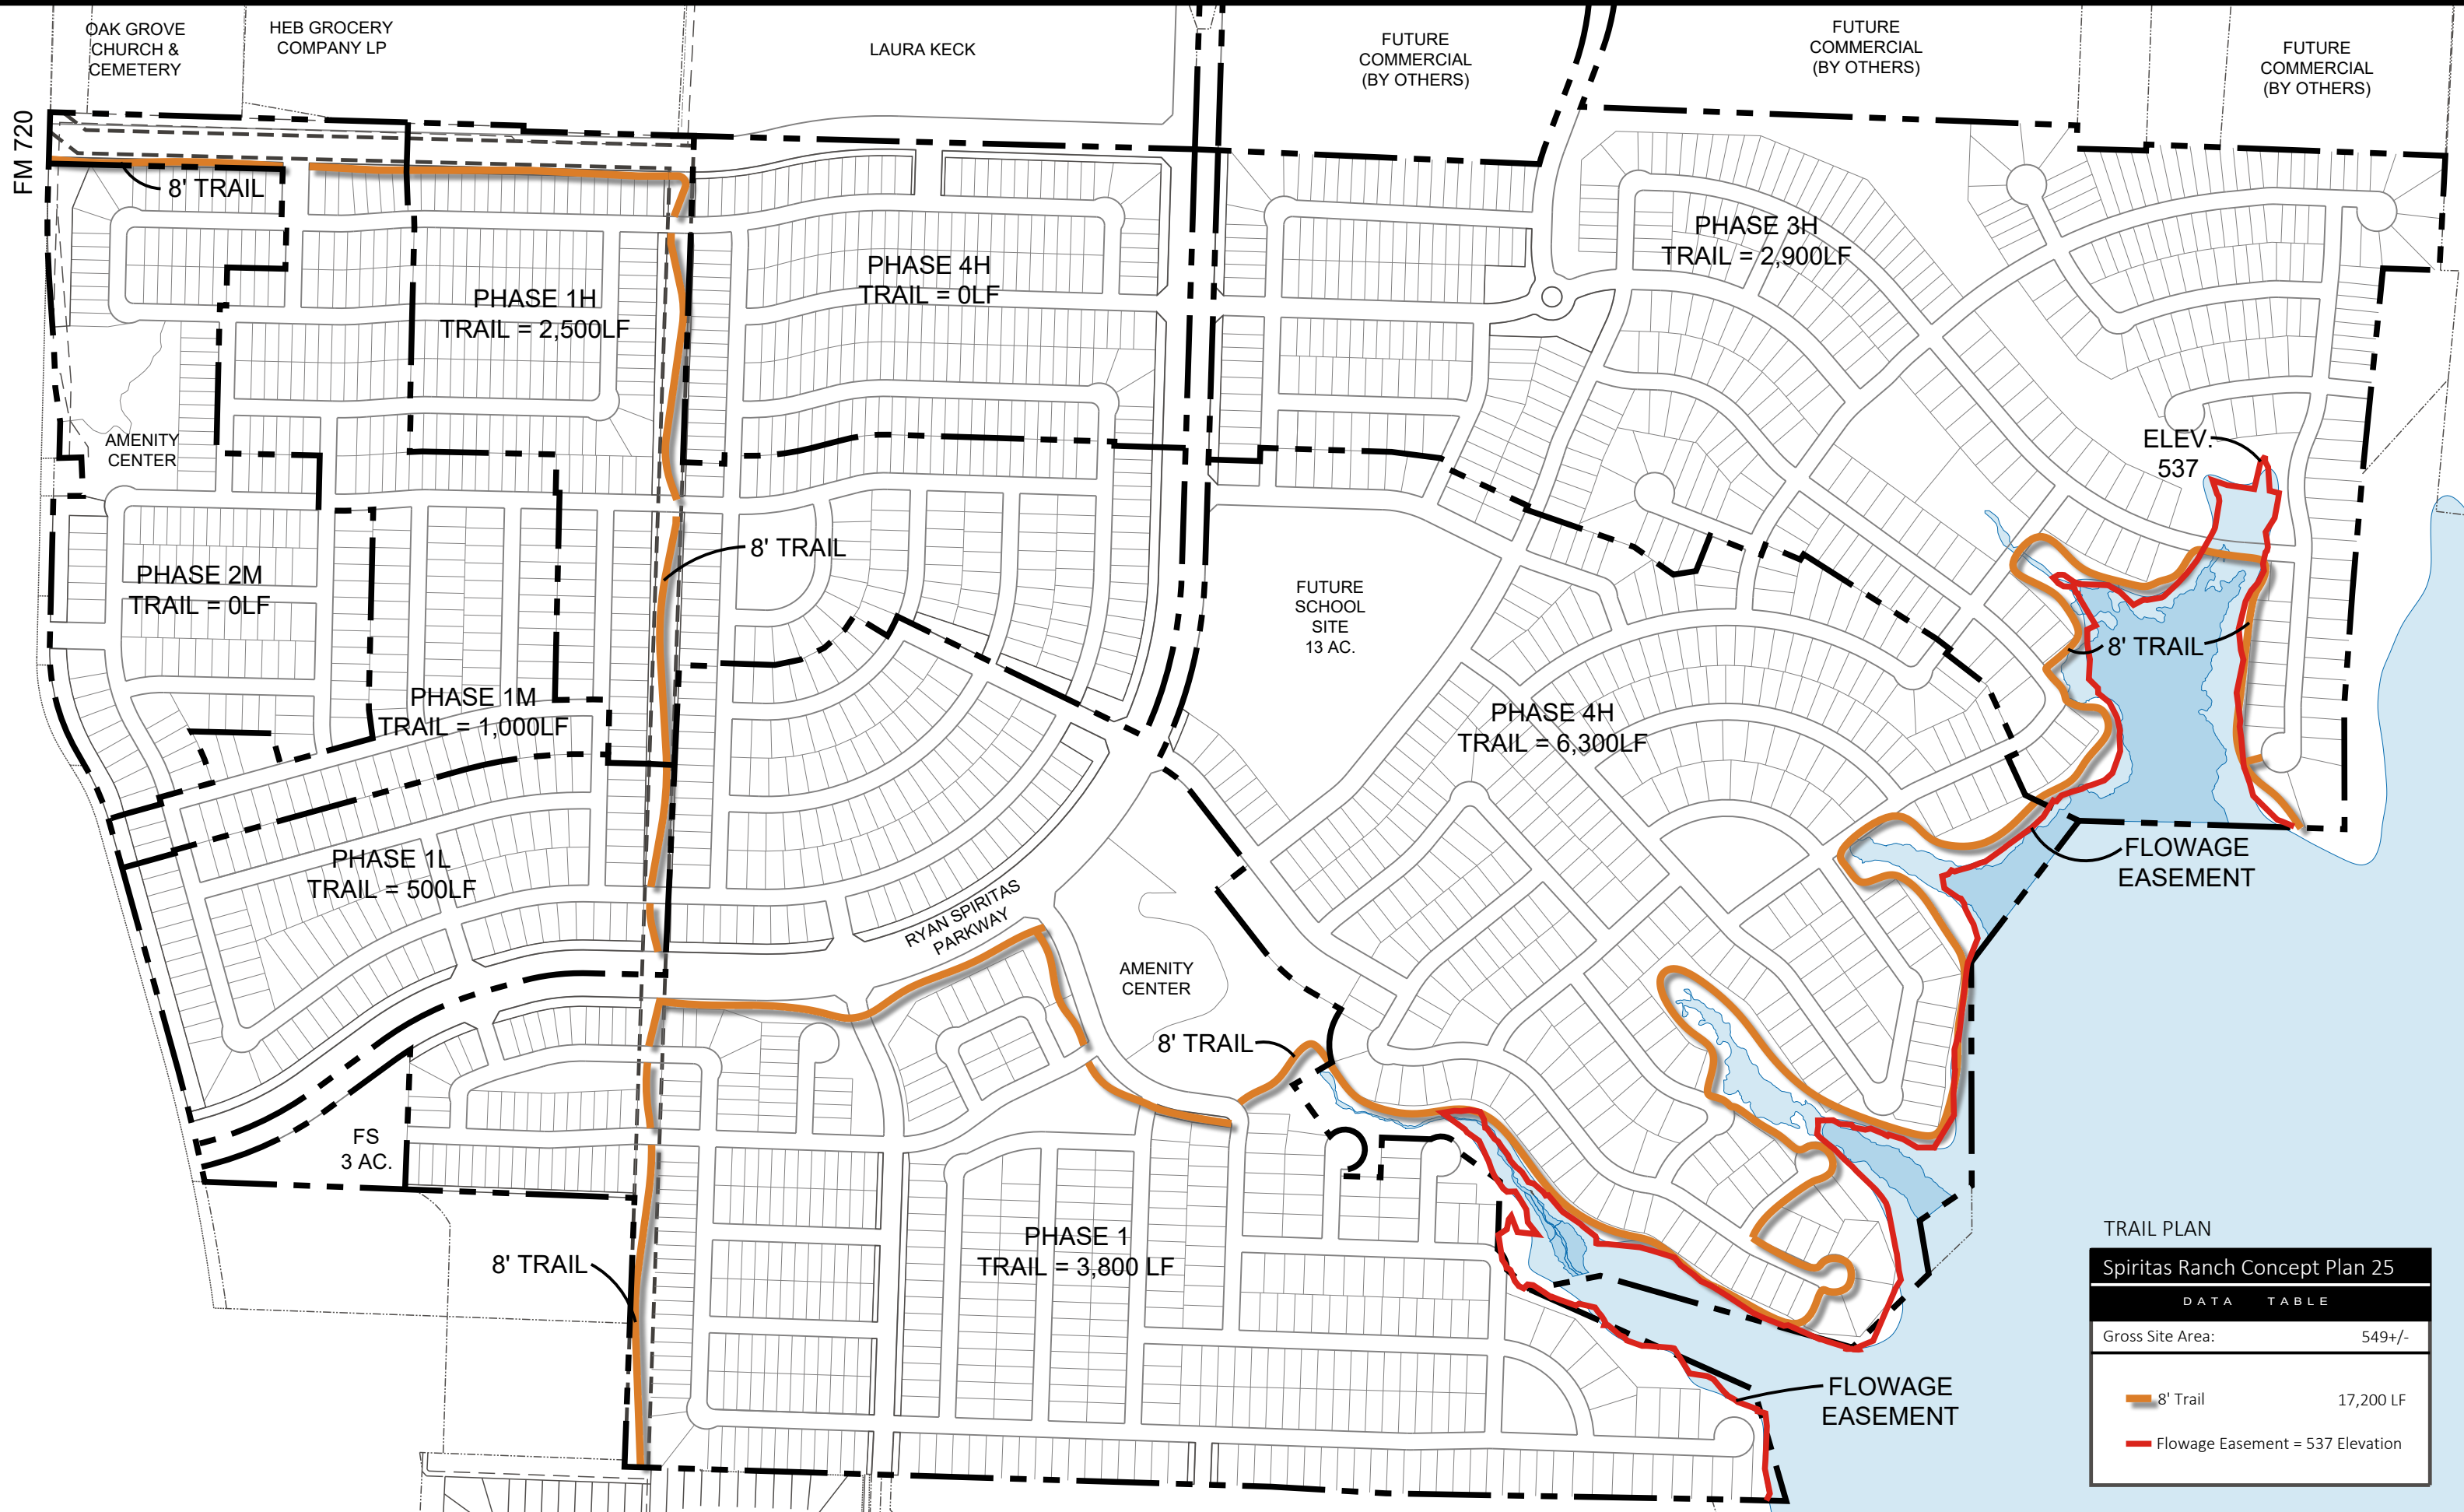 OAK GROVE
CHURCH &
CEMETERY
HEB GROCERY
COMPANY LP
LAURA KECK
FUTURE
COMMERCIAL
(BY OTHERS)
FUTURE
COMMERCIAL
(BY OTHERS)
FUTURE
COMMERCIAL
(BY OTHERS)
FM 720
8' TRAIL
PHASE 1H
TRAIL = 2,500LF
PHASE 4H
TRAIL = 0LF
PHASE 3H
TRAIL = 2,900LF
AMENITY
CENTER
ELEV.
537
8' TRAIL
PHASE 2M
TRAIL = 0LF
FUTURE
SCHOOL
SITE
13 AC.
8' TRAIL
PHASE 1M
TRAIL = 1,000LF
PHASE 4H
TRAIL = 6,300LF
PHASE 1L
TRAIL = 500LF
FLOWAGE
EASEMENT
RYAN SPIRITAS
PARKWAY
AMENITY
CENTER
8' TRAIL
FS
3 AC.
8' TRAIL
PHASE 1
TRAIL = 3,800 LF
FLOWAGE
EASEMENT
TRAIL PLAN
Spiritas Ranch Concept Plan 25
DATA TABLE
Gross Site Area: 549+/-
8' Trail 17,200 LF
Flowage Easement = 537 Elevation